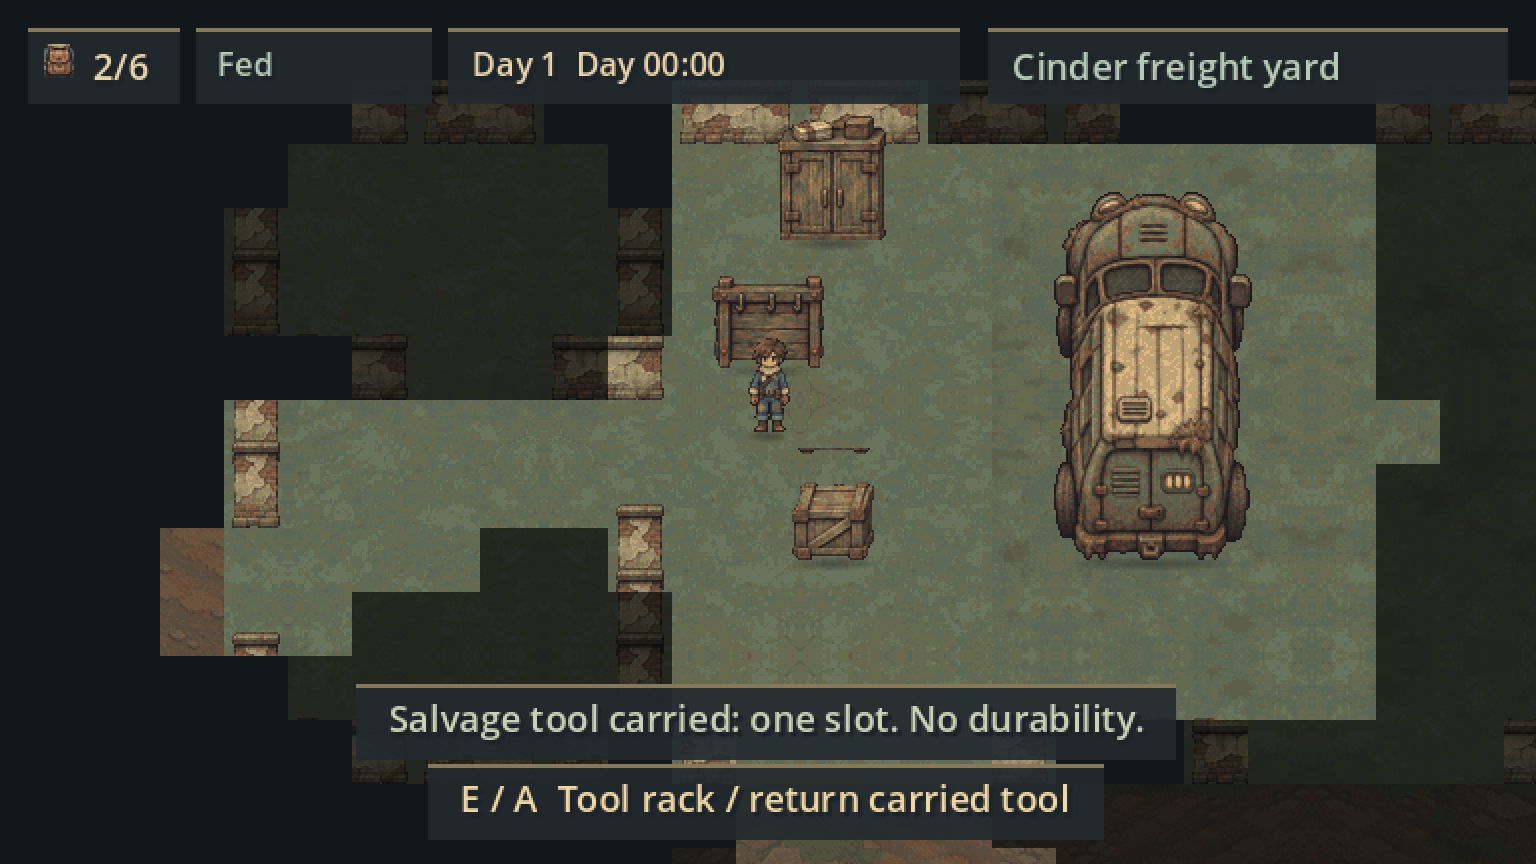 2/6
Fed
Day 1 Day 00:00
Cinder freight yard
Salvage tool carried: one slot. No durability.
E / A Tool rack / return carried tool